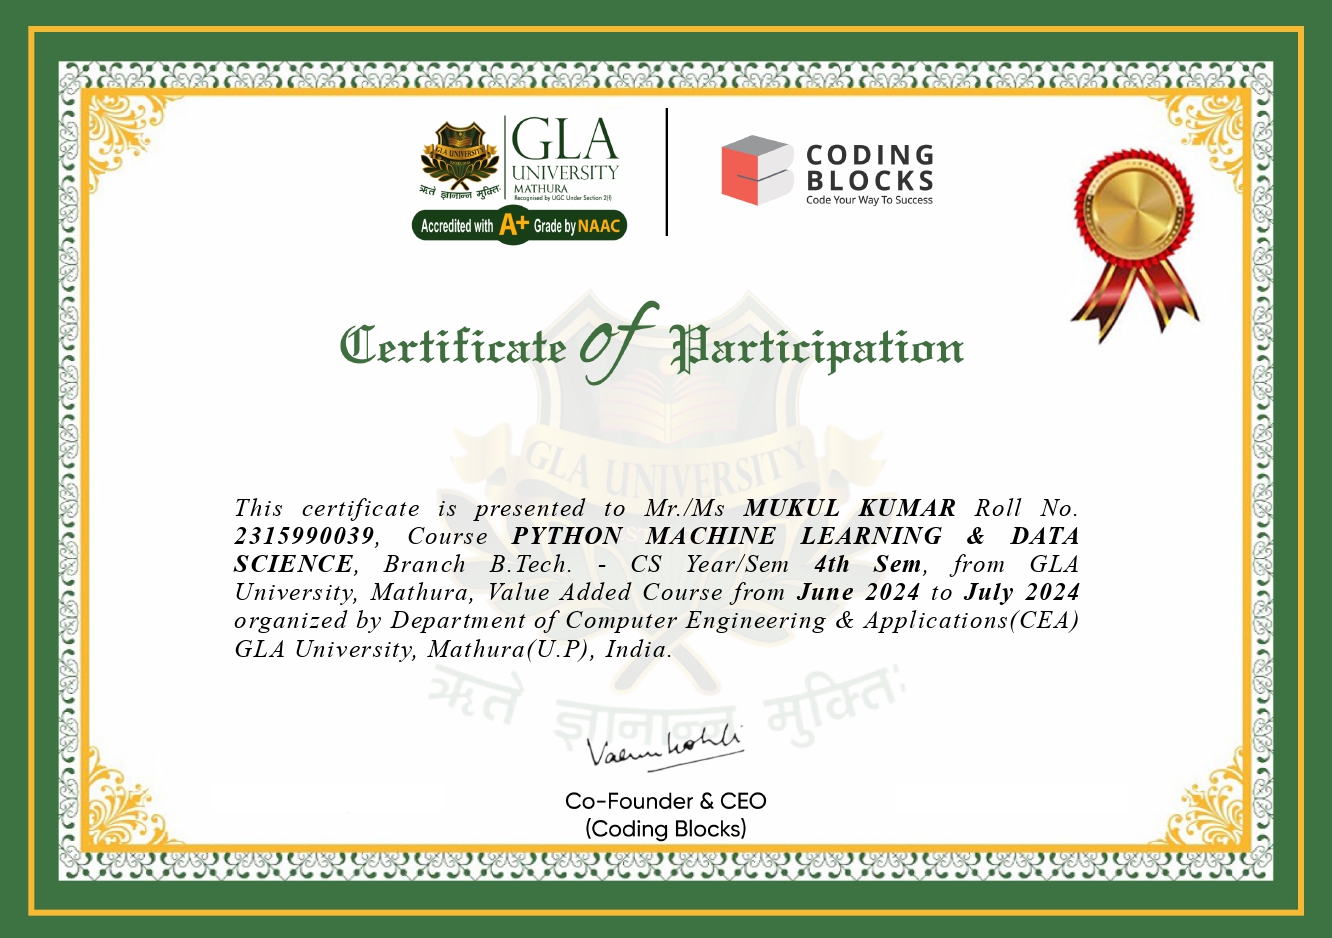 GLA UNIVERSITY
ऋते ज्ञानान्न मुक्तिः
GLA
UNIVERSITY
MATHURA
Recognised by UGC Under Section 2(f)
Accredited with A+ Grade by NAAC
CODING
BLOCKS
Code Your Way To Success
Certificate of Participation
GLA UNIVERSITY
This certificate is presented to Mr./Ms MUKUL KUMAR Roll No.
2315990039, Course PYTHON MACHINE LEARNING & DATA
SCIENCE, Branch B.Tech. - CS Year/Sem 4th Sem, from GLA
University, Mathura, Value Added Course from June 2024 to July 2024
organized by Department of Computer Engineering & Applications(CEA)
GLA University, Mathura(U.P), India.
ऋते ज्ञानान्न मुक्तिः
Varun Kohli
Co-Founder & CEO
(Coding Blocks)